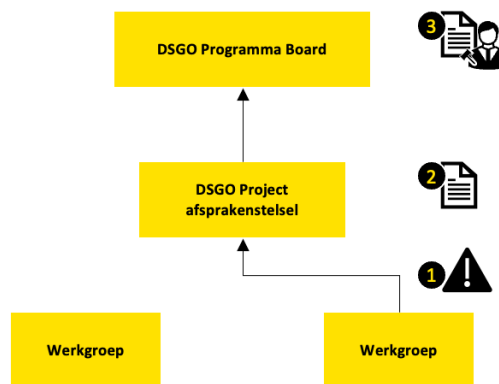 DSGO Programma Board
3
DSGO Project
afsprakenstelsel
2
1
Werkgroep
Werkgroep